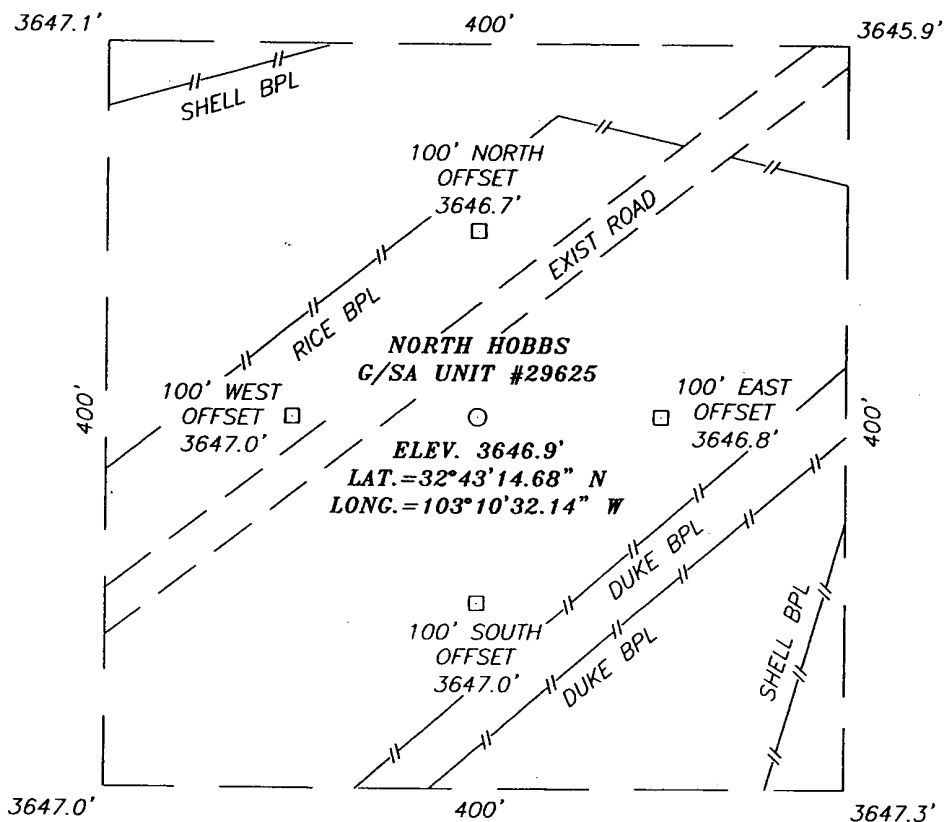 3647.1'
400'
3645.9'
SHELL BPL
100' NORTH
OFFSET
3646.7'
EXIST ROAD
RICE BPL
NORTH HOBBS
G/SA UNIT #29625
100' WEST
OFFSET
3647.0'
100' EAST
OFFSET
3646.8'
400'
400'
ELEV. 3646.9'
LAT.=32°43'14.68" N
LONG.=103°10'32.14" W
DUKE BPL
100' SOUTH
OFFSET
3647.0'
DUKE BPL
SHELL BPL
3647.0'
400'
3647.3'